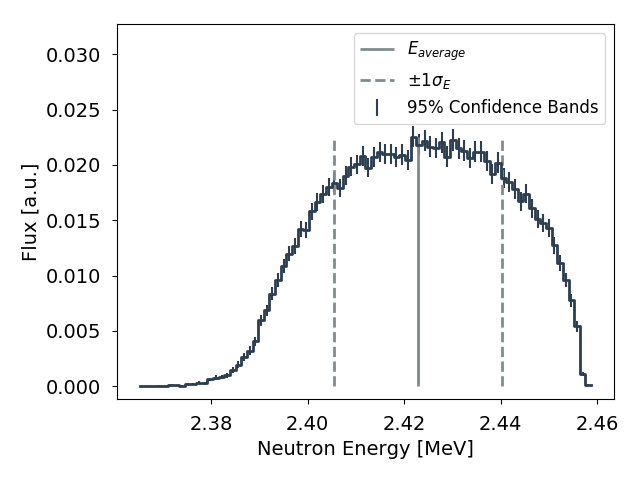 0.030
0.025
0.020
0.015
0.010
0.005
0.000
Flux [a.u.]
E_average
±1σ_E
95% Confidence Bands
2.38 2.40 2.42 2.44 2.46
Neutron Energy [MeV]